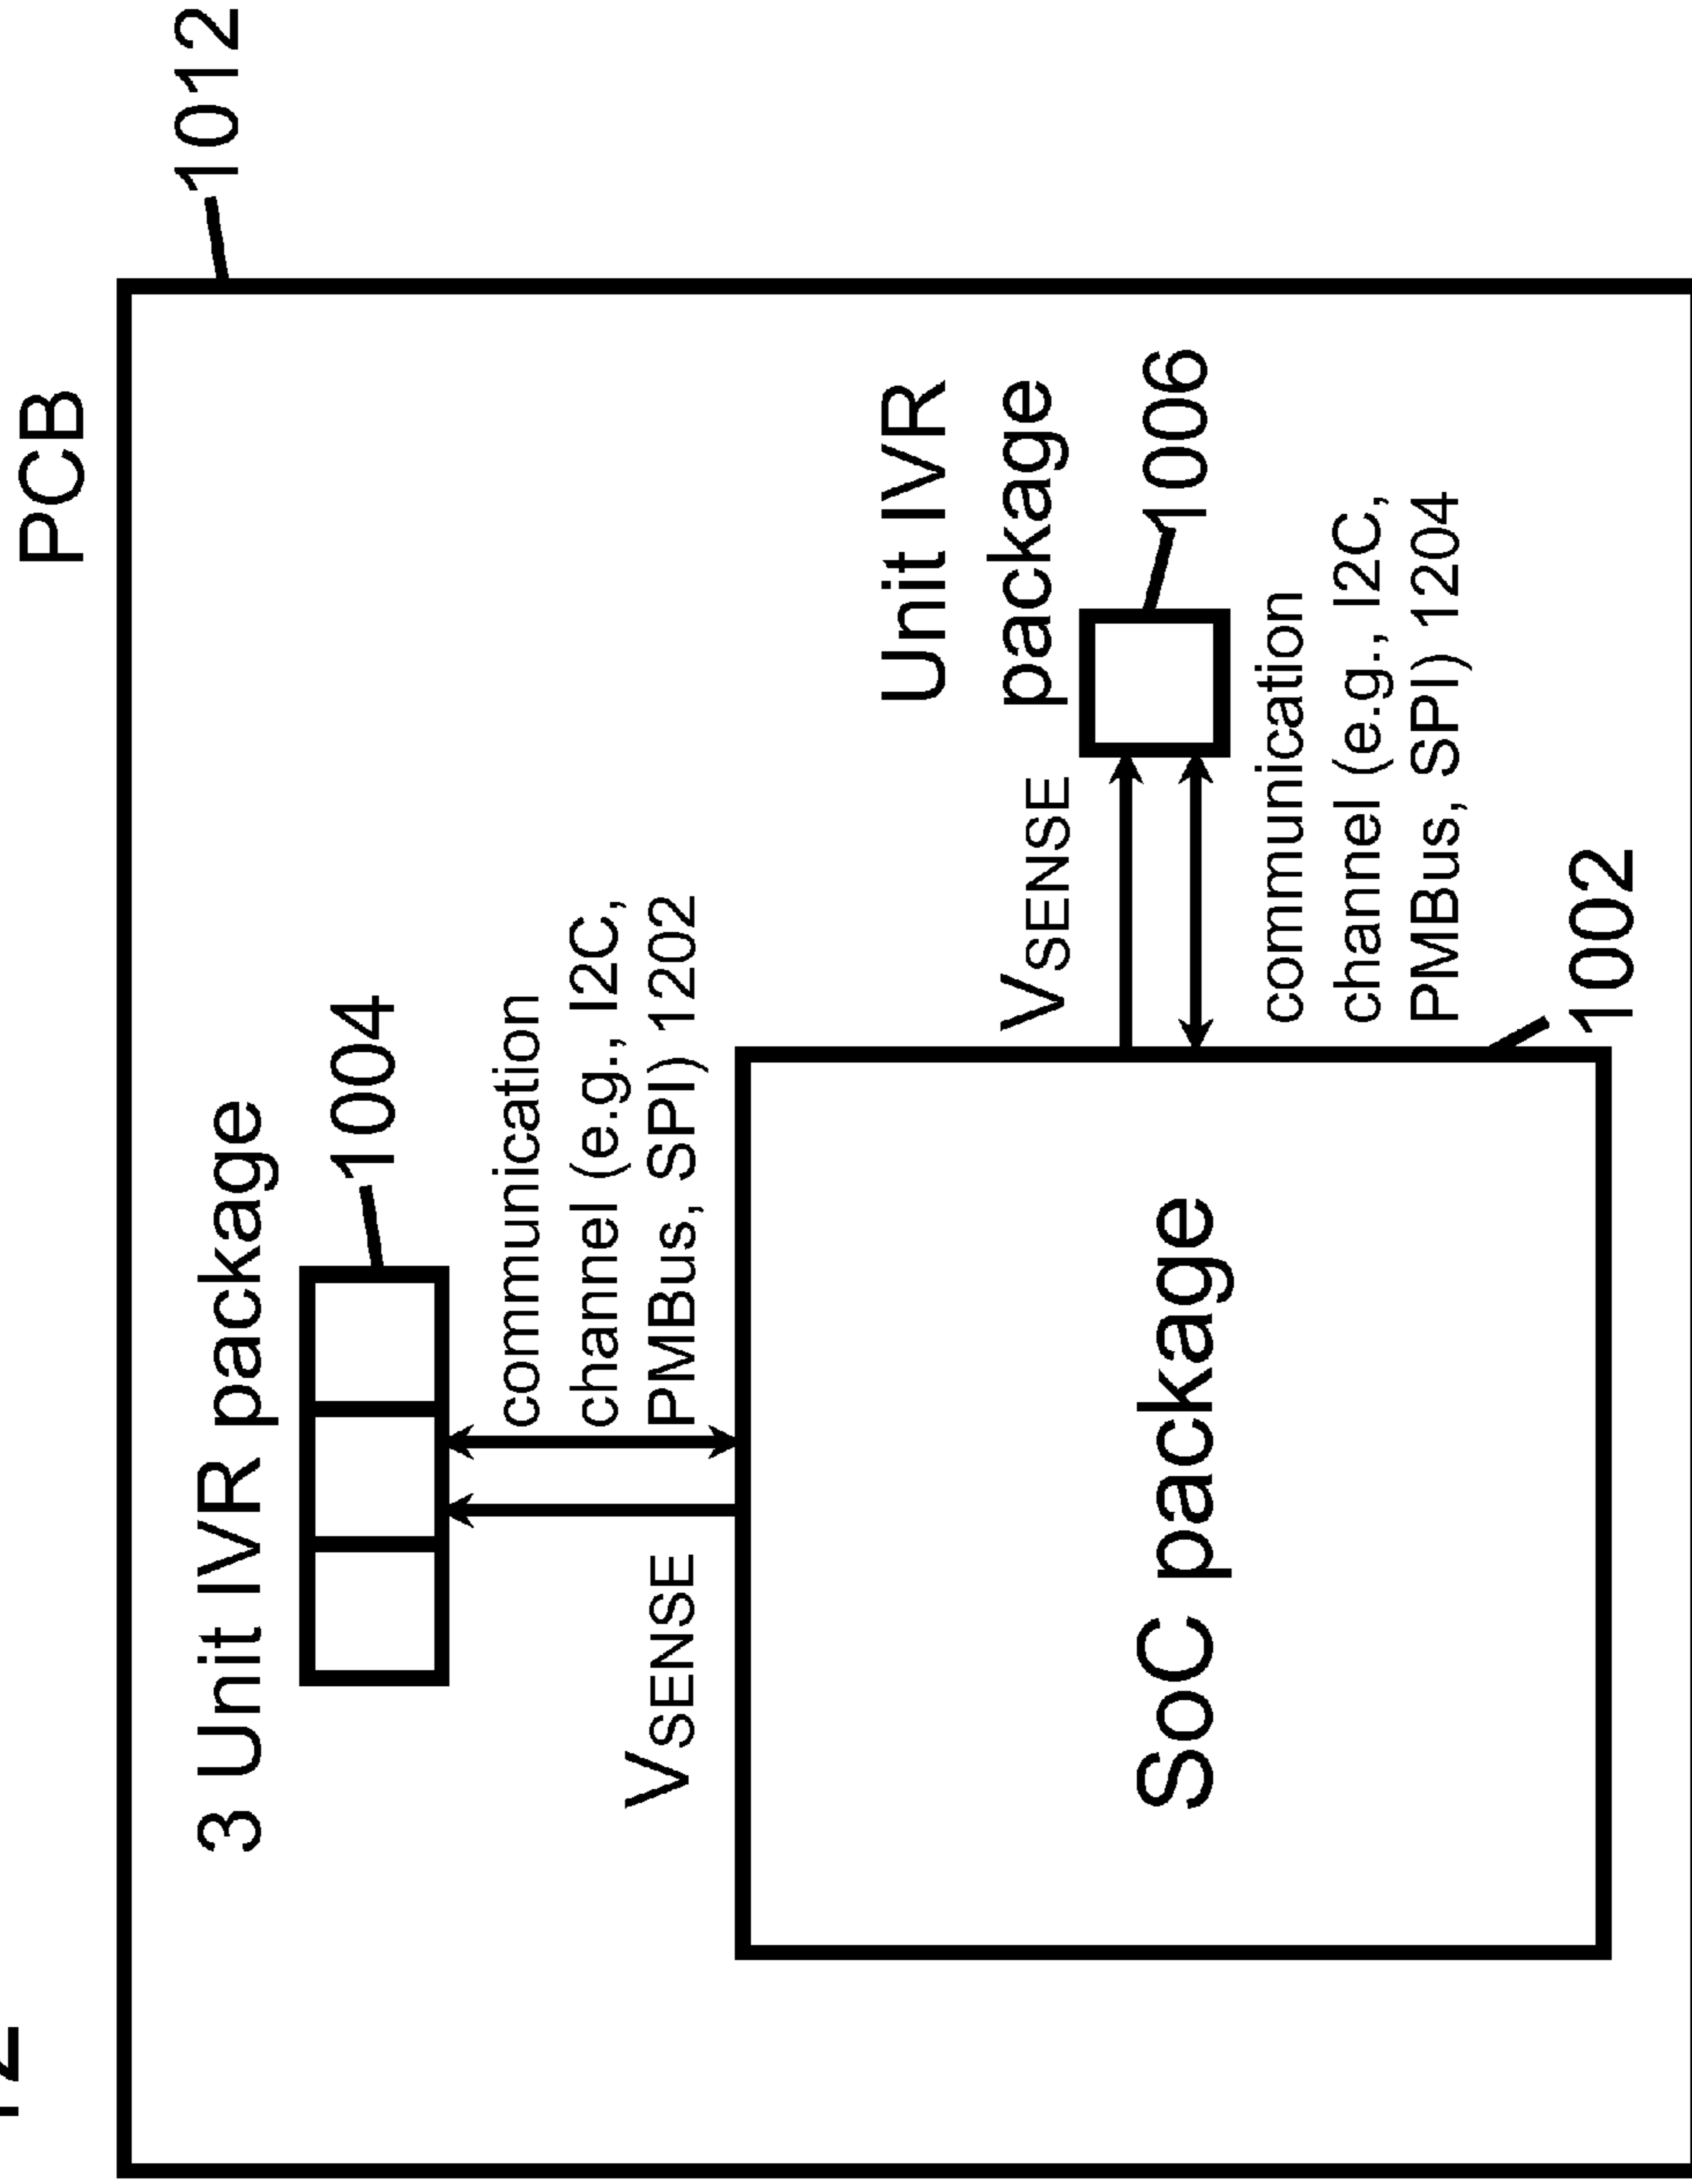 PCB
1012
3 Unit IVR package
1004
communication
channel (e.g., I2C,
PMBus, SPI) 1202
VSENSE
Unit IVR
package
1006
VSENSE
communication
channel (e.g., I2C,
PMBus, SPI) 1204
SoC package
1002